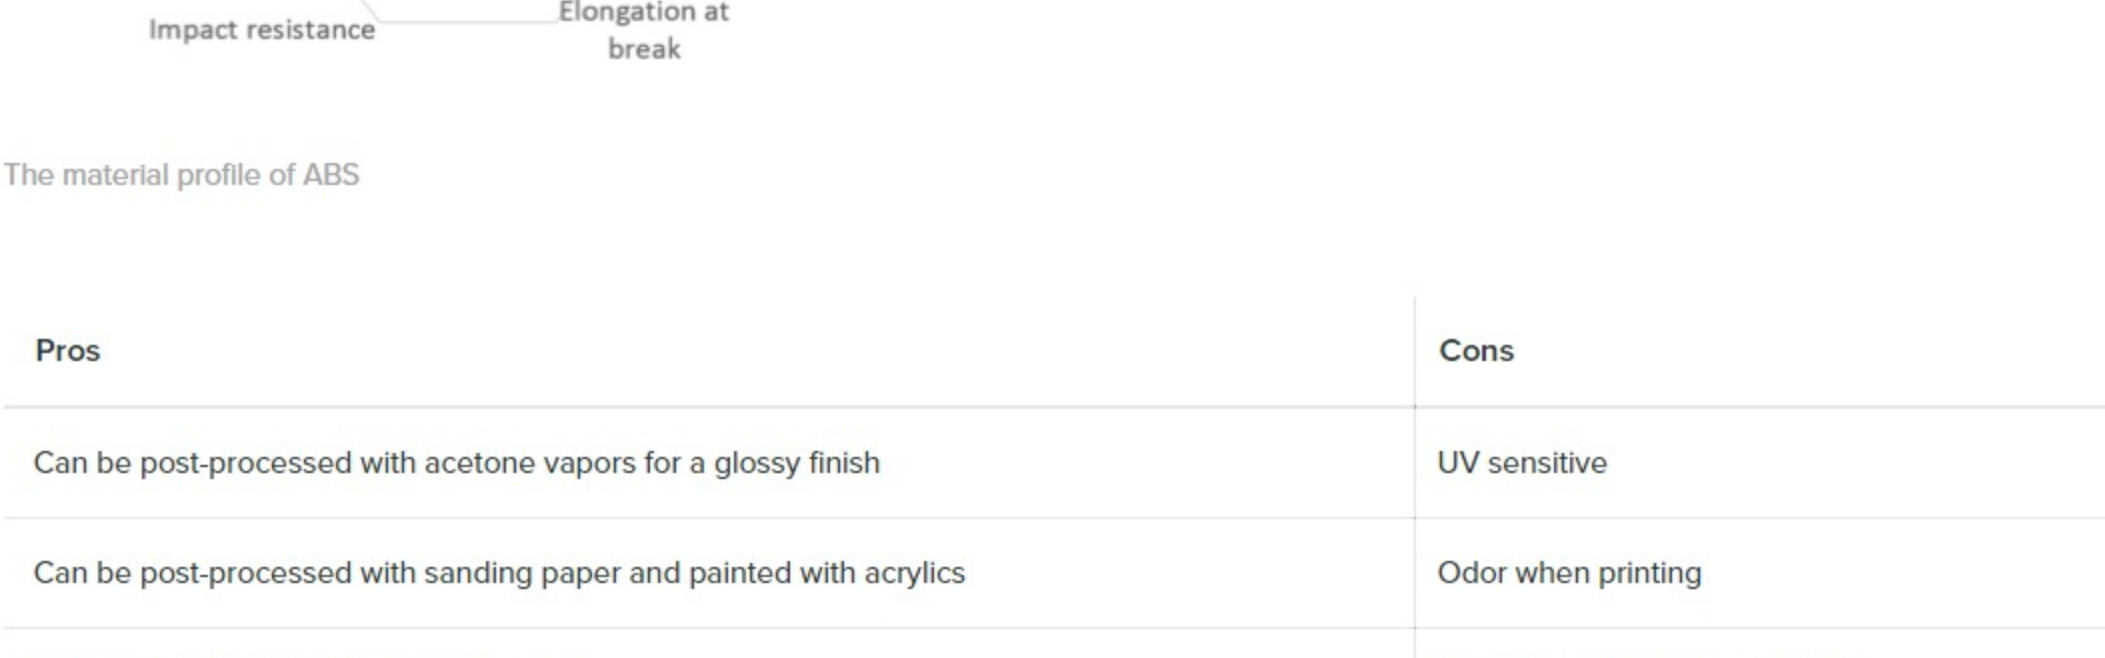 Impact resistance
Elongation at
break
The material profile of ABS
Pros
Cons
Can be post-processed with acetone vapors for a glossy finish
UV sensitive
Can be post-processed with sanding paper and painted with acrylics
Odor when printing